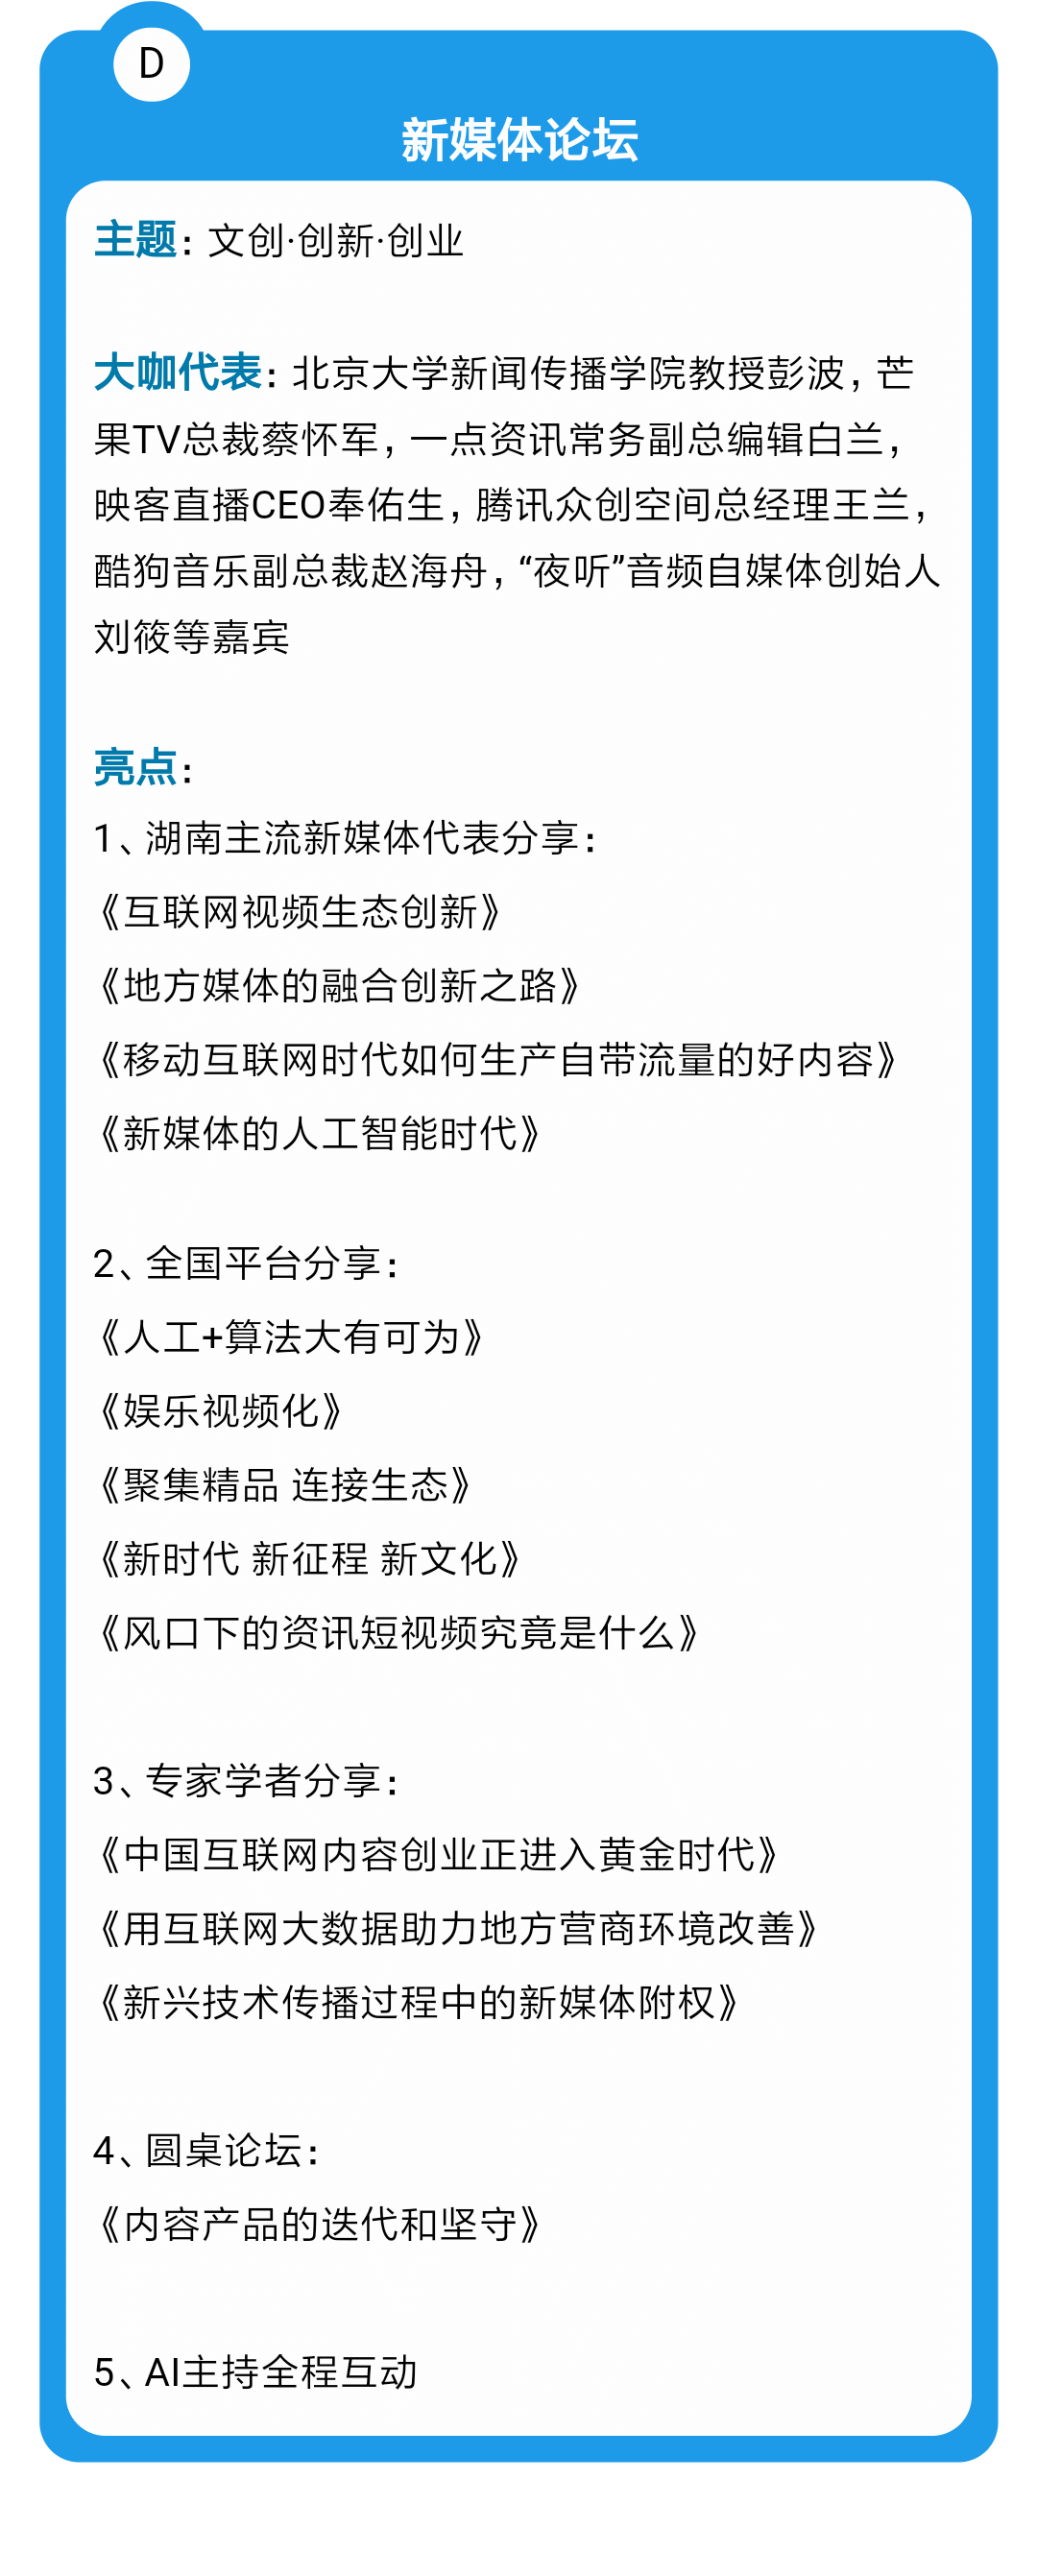 D
新媒体论坛
主题：文创·创新·创业
大咖代表：北京大学新闻传播学院教授彭波，芒
果TV总裁蔡怀军，一点资讯常务副总编辑白兰，
映客直播CEO奉佑生，腾讯众创空间总经理王兰，
酷狗音乐副总裁赵海舟，“夜听”音频自媒体创始人
刘筱等嘉宾
亮点：
1、湖南主流新媒体代表分享：
《互联网视频生态创新》
《地方媒体的融合创新之路》
《移动互联网时代如何生产自带流量的好内容》
《新媒体的人工智能时代》
2、全国平台分享：
《人工+算法大有可为》
《娱乐视频化》
《聚集精品 连接生态》
《新时代 新征程 新文化》
《风口下的资讯短视频究竟是什么》
3、专家学者分享：
《中国互联网内容创业正进入黄金时代》
《用互联网大数据助力地方营商环境改善》
《新兴技术传播过程中的新媒体附权》
4、圆桌论坛：
《内容产品的迭代和坚守》
5、AI主持全程互动